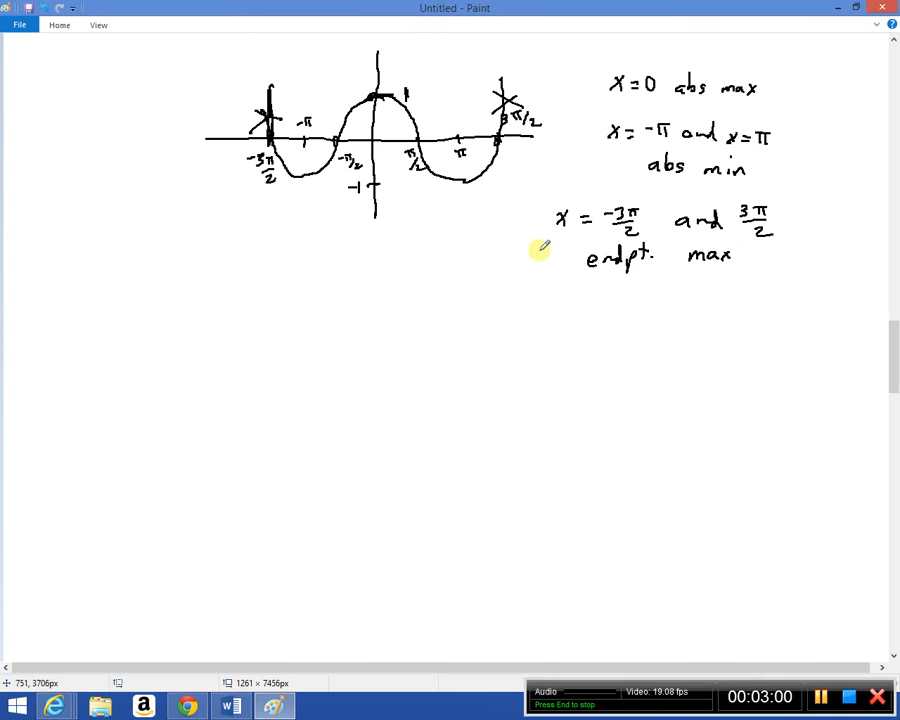 Untitled - Paint
File Home View
1
-π
3π/2
-3π/2
-π/2
π/2
π
-1
x=0 abs max
x=-π and x=π
abs min
x = -3π/2 and 3π/2
endpt. max
751, 3706px
1261 × 7456px
Audio
Video: 19.08 fps
Press End to stop
00:03:00